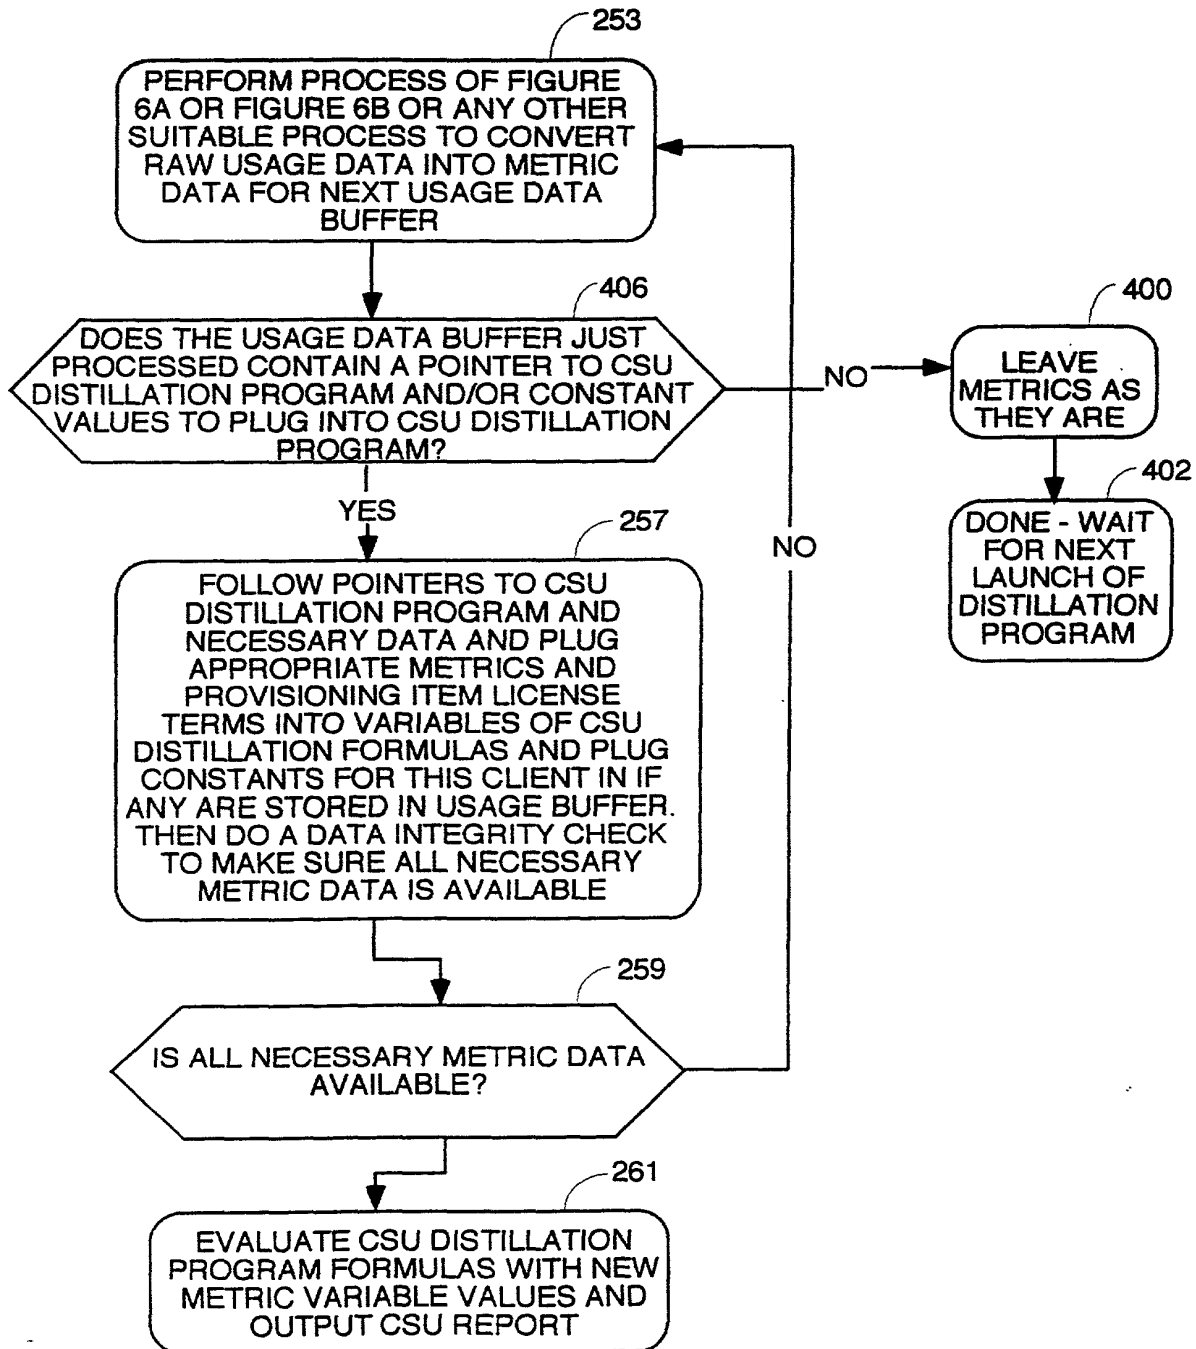 253
PERFORM PROCESS OF FIGURE
6A OR FIGURE 6B OR ANY OTHER
SUITABLE PROCESS TO CONVERT
RAW USAGE DATA INTO METRIC
DATA FOR NEXT USAGE DATA
BUFFER
406
DOES THE USAGE DATA BUFFER JUST
PROCESSED CONTAIN A POINTER TO CSU
DISTILLATION PROGRAM AND/OR CONSTANT
VALUES TO PLUG INTO CSU DISTILLATION
PROGRAM?
NO
400
LEAVE
METRICS AS
THEY ARE
402
DONE - WAIT
FOR NEXT
LAUNCH OF
DISTILLATION
PROGRAM
YES
257
NO
FOLLOW POINTERS TO CSU
DISTILLATION PROGRAM AND
NECESSARY DATA AND PLUG
APPROPRIATE METRICS AND
PROVISIONING ITEM LICENSE
TERMS INTO VARIABLES OF CSU
DISTILLATION FORMULAS AND PLUG
CONSTANTS FOR THIS CLIENT IN IF
ANY ARE STORED IN USAGE BUFFER.
THEN DO A DATA INTEGRITY CHECK
TO MAKE SURE ALL NECESSARY
METRIC DATA IS AVAILABLE
259
IS ALL NECESSARY METRIC DATA
AVAILABLE?
261
EVALUATE CSU DISTILLATION
PROGRAM FORMULAS WITH NEW
METRIC VARIABLE VALUES AND
OUTPUT CSU REPORT